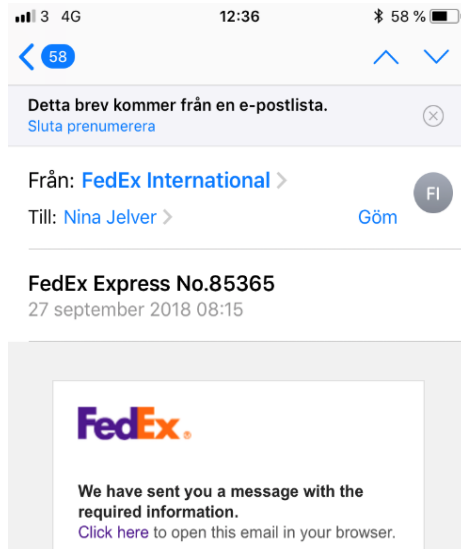 3 4G 12:36 58 %
58
Detta brev kommer från en e-postlista.
Sluta prenumerera
Från: FedEx International
FI
Till: Nina Jelver Göm
FedEx Express No.85365
27 september 2018 08:15
FedEx®
We have sent you a message with the
required information.
Click here to open this email in your browser.